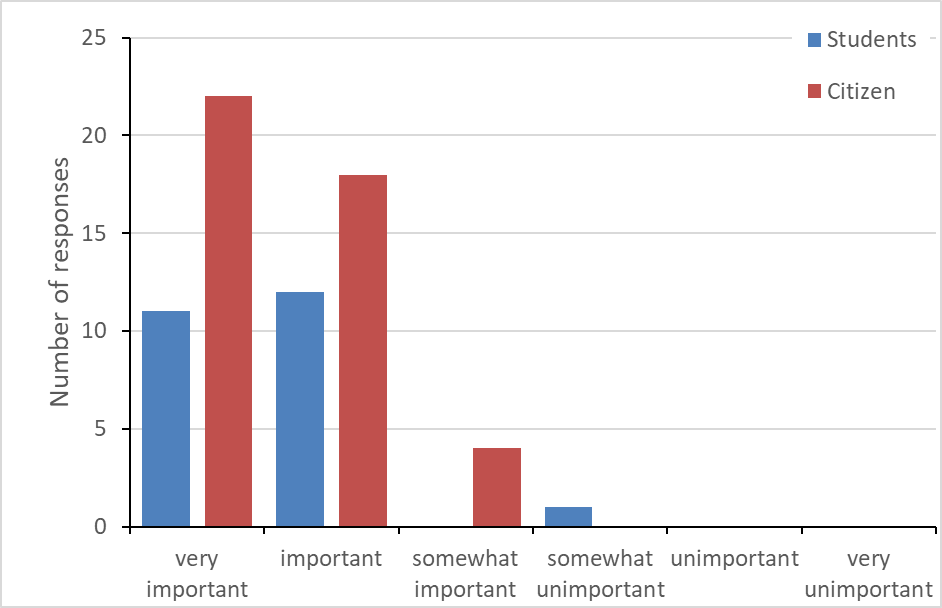 25
20
15
10
5
0
Number of responses
Students
Citizen
very
important
important
somewhat
important
somewhat
unimportant
unimportant
very
unimportant